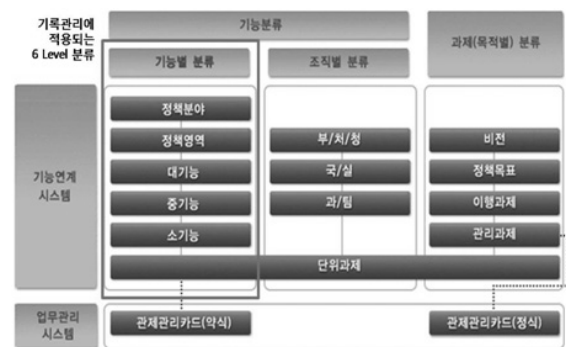 기록관리에
적용되는
6 Level 분류
기능분류
과제(목적별) 분류
기능별 분류
조직별 분류
기능연계
시스템
정책분야
정책영역
대기능
중기능
소기능
부/처/청
국/실
과/팀
비전
정책목표
이행과제
관리과제
단위과제
업무관리
시스템
관제관리카드(약식)
관제관리카드(정식)